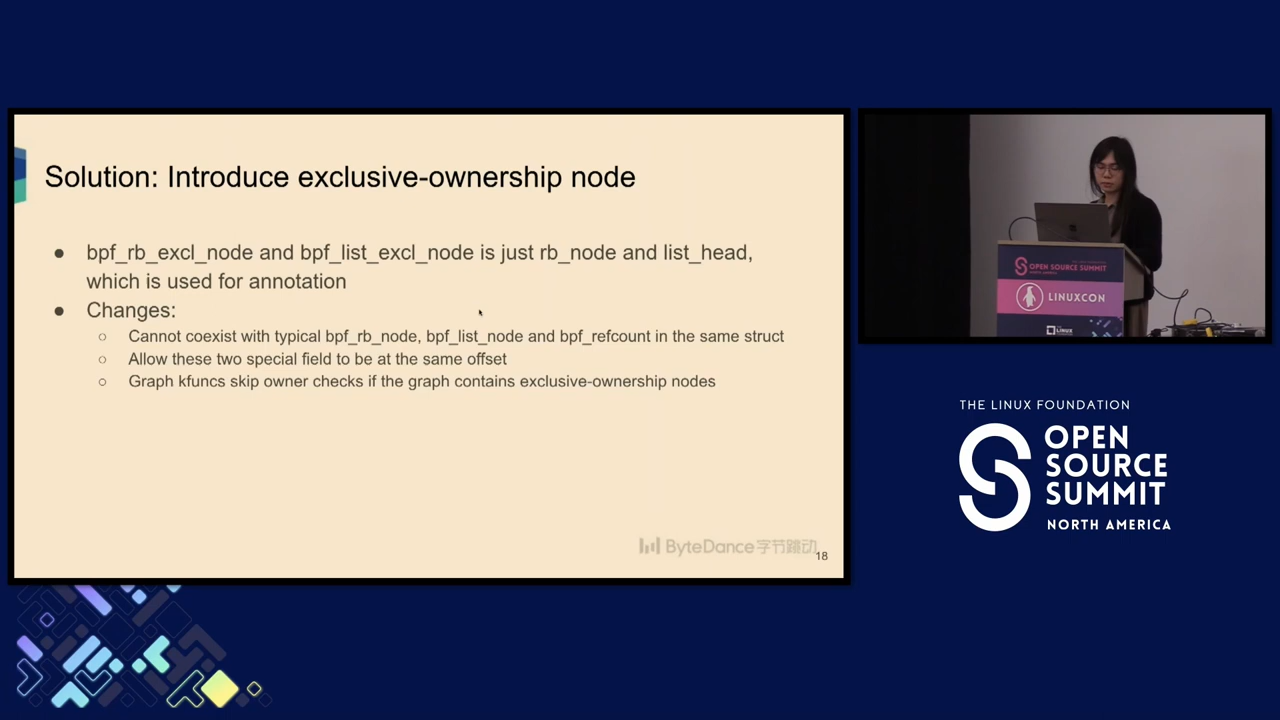 Solution: Introduce exclusive-ownership node
● bpf_rb_excl_node and bpf_list_excl_node is just rb_node and list_head,
which is used for annotation
● Changes:
○ Cannot coexist with typical bpf_rb_node, bpf_list_node and bpf_refcount in the same struct
○ Allow these two special field to be at the same offset
○ Graph kfuncs skip owner checks if the graph contains exclusive-ownership nodes
ByteDance字节跳动
18
OPEN SOURCE SUMMIT
LINUXCON
THE LINUX FOUNDATION
OPEN
SOURCE
SUMMIT
NORTH AMERICA